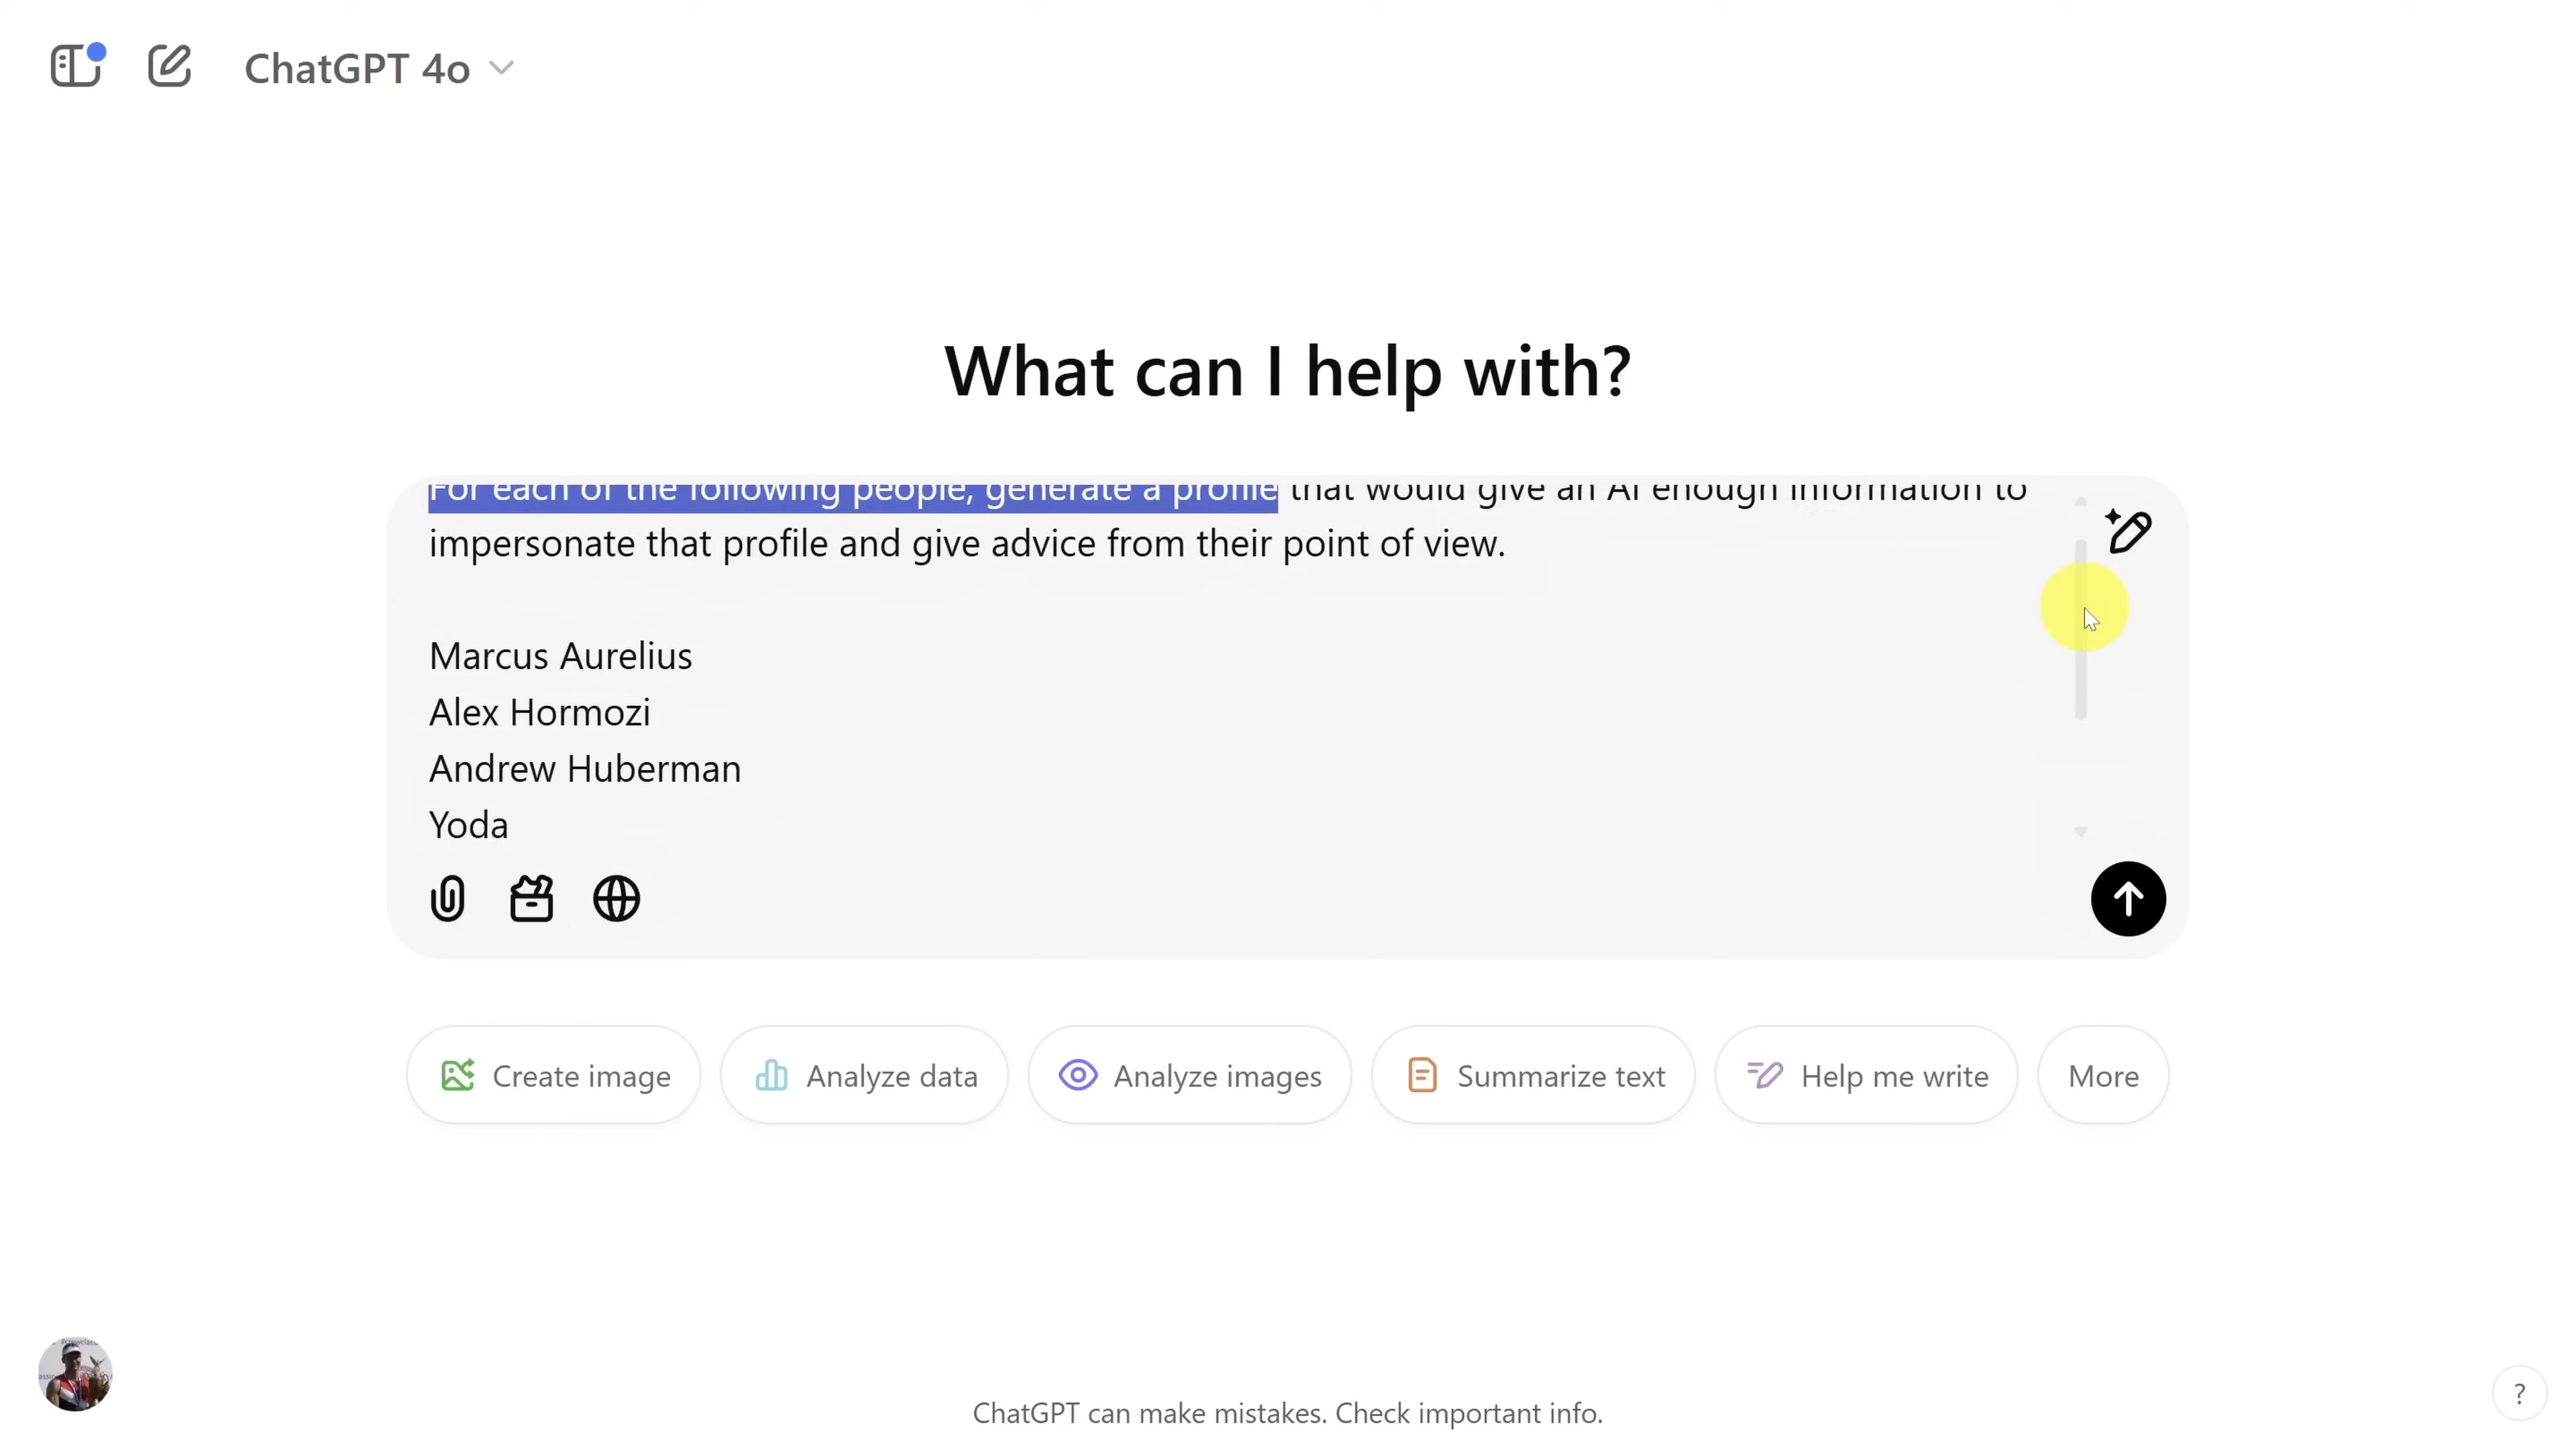 ChatGPT 4o
What can I help with?
For each of the following people, generate a profile that would give an AI enough information to
impersonate that profile and give advice from their point of view.
Marcus Aurelius
Alex Hormozi
Andrew Huberman
Yoda
Create image
Analyze data
Analyze images
Summarize text
Help me write
More
ChatGPT can make mistakes. Check important info.
?